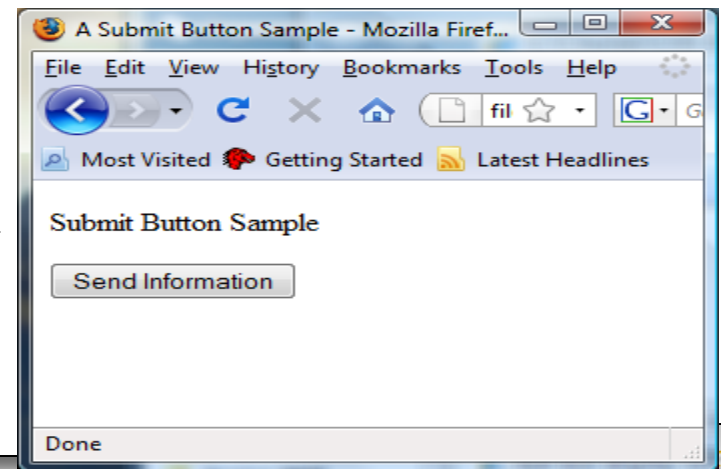 A Submit Button Sample - Mozilla Firef...
File Edit View History Bookmarks Tools Help
fil G G
Most Visited Getting Started Latest Headlines
Submit Button Sample
Send Information
Done